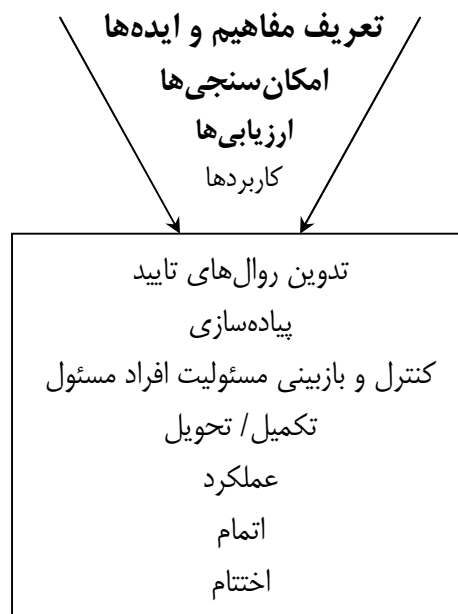 تعریف مفاهیم و ایده‌ها
امکان‌سنجی‌ها
ارزیابی‌ها
کاربردها
تدوین روال‌های تایید
پیاده‌سازی
کنترل و بازبینی مسئولیت افراد مسئول
تکمیل/ تحویل
عملکرد
اتمام
اختتام